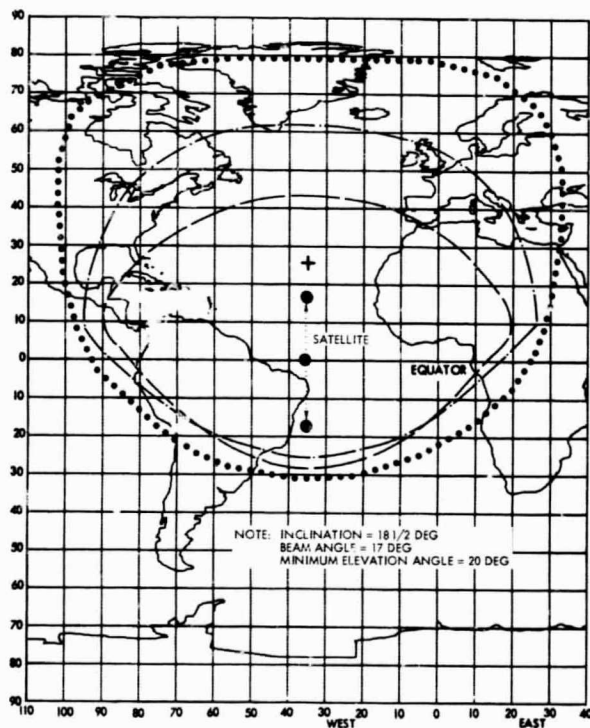 90
80
70
60
50
40
30
20
10
0
10
20
30
40
50
60
70
80
90
SATELLITE
EQUATOR
NOTE: INCLINATION = 18 1/2 DEG
BEAM ANGLE = 17 DEG
MINIMUM ELEVATION ANGLE = 20 DEG
110 100 90 80 70 60 50 40 30 20 10 0 10 20 30 40
WEST EAST